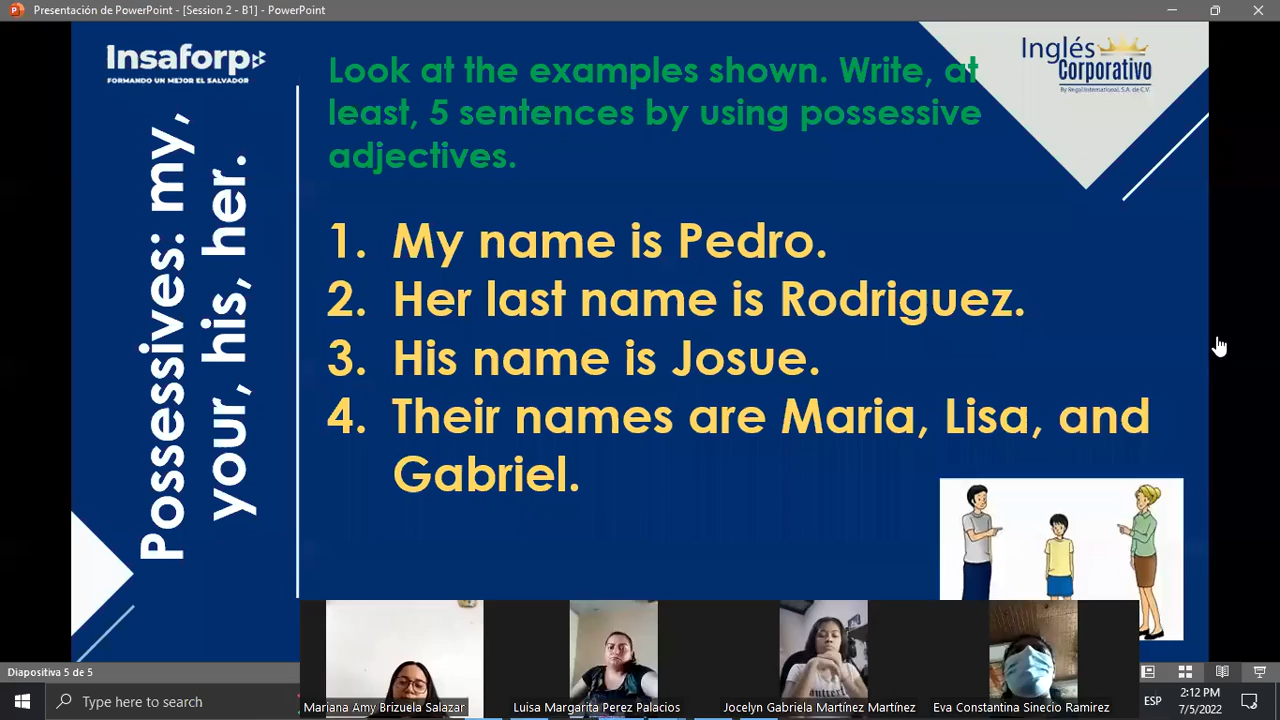 Presentación de PowerPoint - [Session 2 - B1] - PowerPoint
Insaforp
FORMANDO UN MEJOR EL SALVADOR
Inglés
Corporativo
By Regal International, S.A. de C.V.
Look at the examples shown. Write, at
least, 5 sentences by using possessive
adjectives.
Possessives: my,
your, his, her.
1. My name is Pedro.
2. Her last name is Rodriguez.
3. His name is Josue.
4. Their names are Maria, Lisa, and
Gabriel.
Mariana Amy Brizuela Salazar
Luisa Margarita Perez Palacios
Jocelyn Gabriela Martínez Martínez
Eva Constantina Sinecio Ramirez
Diapositiva 5 de 5
Type here to search
ESP
2:12 PM
7/5/2022